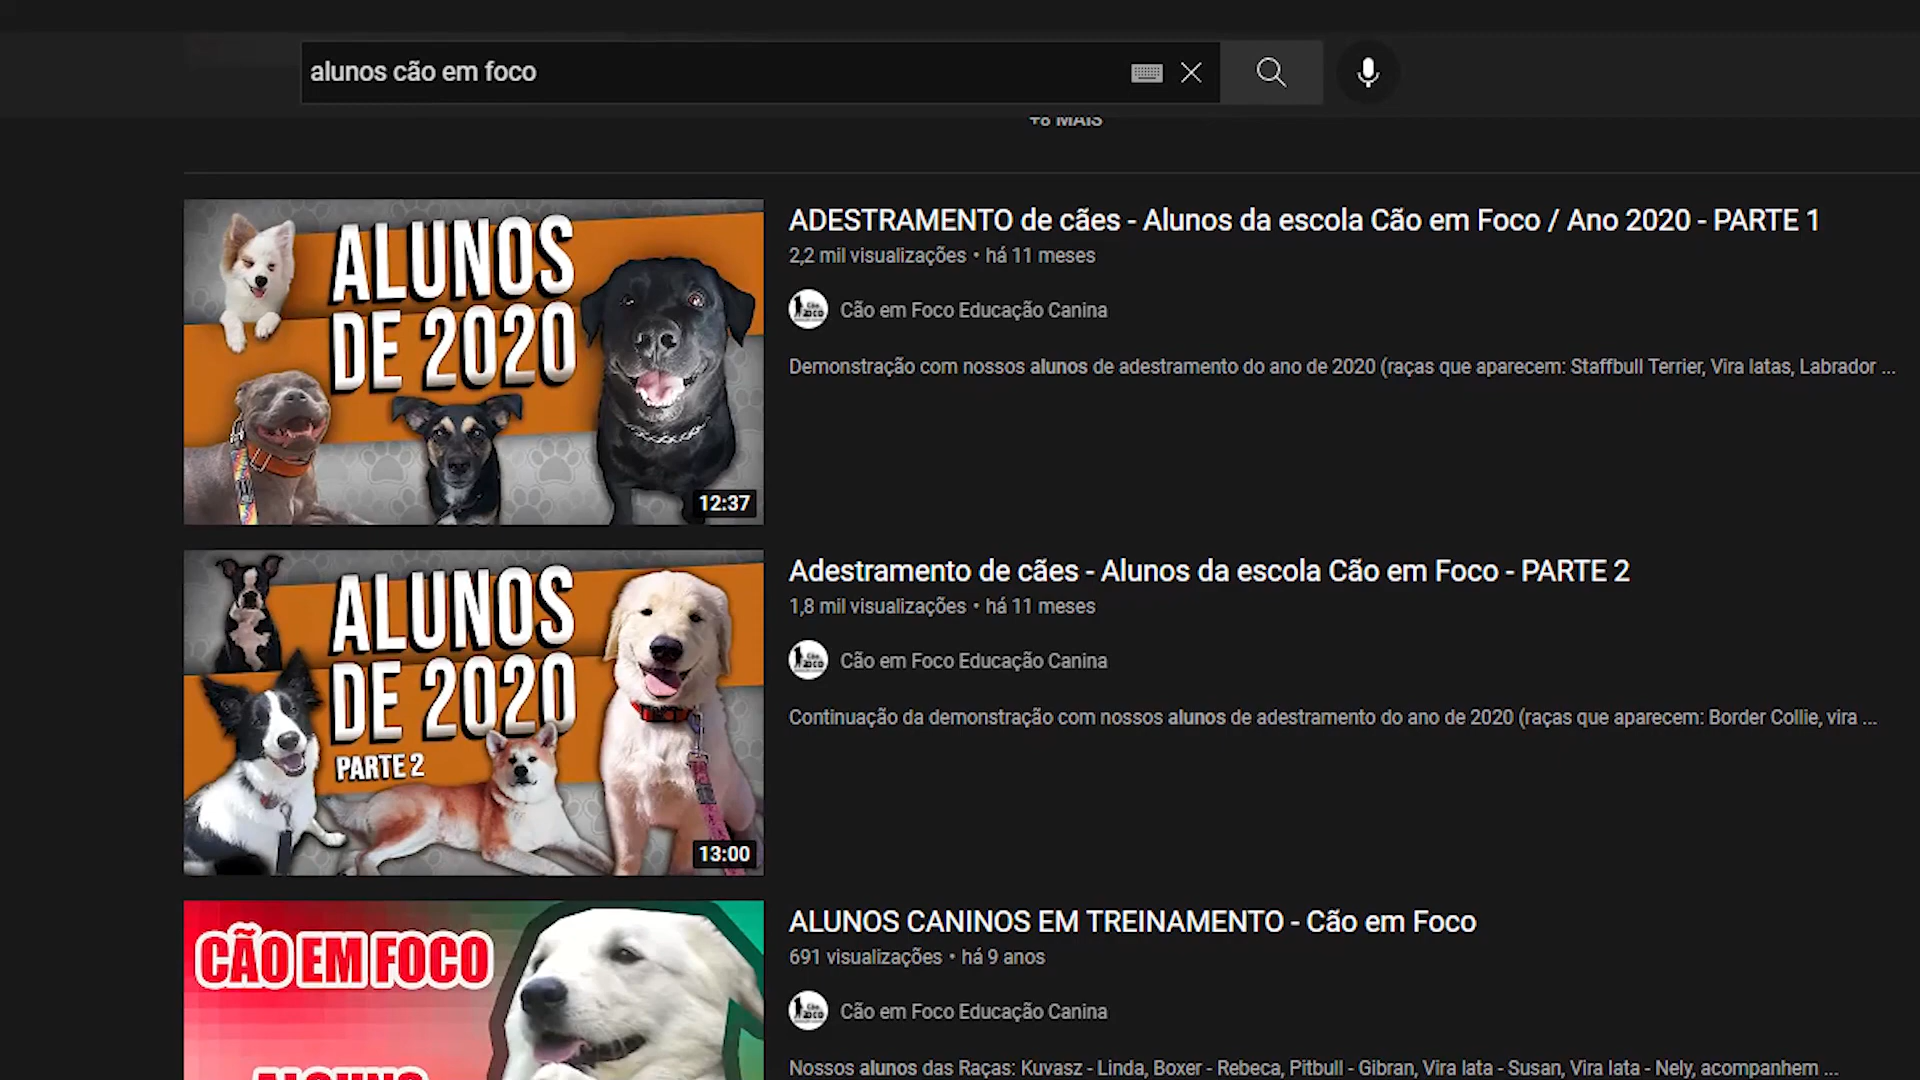 alunos cão em foco
+8 MAIS
ALUNOS
DE 2020
12:37
ADESTRAMENTO de cães - Alunos da escola Cão em Foco / Ano 2020 - PARTE 1
2,2 mil visualizações • há 11 meses
Cão em Foco Educação Canina
Demonstração com nossos alunos de adestramento do ano de 2020 (raças que aparecem: Staffbull Terrier, Vira latas, Labrador ...
ALUNOS
DE 2020
PARTE 2
13:00
Adestramento de cães - Alunos da escola Cão em Foco - PARTE 2
1,8 mil visualizações • há 11 meses
Cão em Foco Educação Canina
Continuação da demonstração com nossos alunos de adestramento do ano de 2020 (raças que aparecem: Border Collie, vira ...
CÃO EM FOCO
ALUNOS CANINOS EM TREINAMENTO - Cão em Foco
691 visualizações • há 9 anos
Cão em Foco Educação Canina
Nossos alunos das Raças: Kuvasz - Linda, Boxer - Rebeca, Pitbull - Gibran, Vira lata - Susan, Vira lata - Nely, acompanhem ...